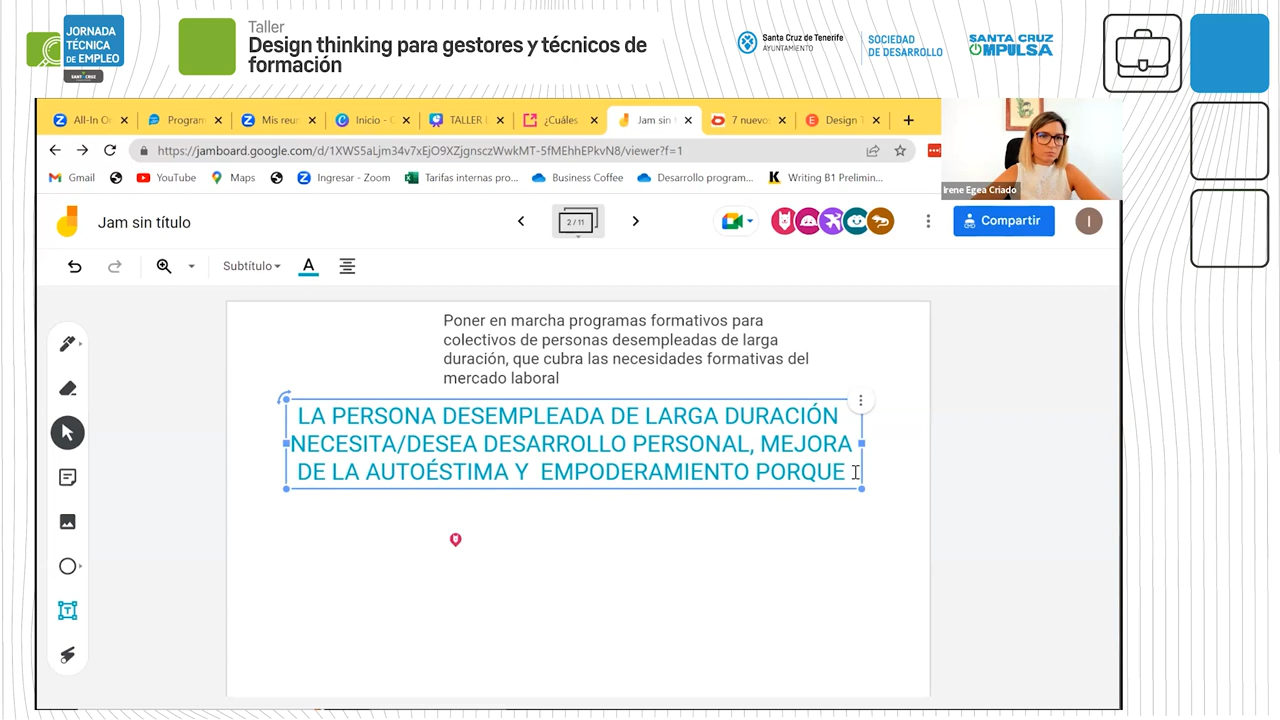 JORNADA
TÉCNICA
DE EMPLEO
Taller
Design thinking para gestores y técnicos de
formación
Santa Cruz de Tenerife
AYUNTAMIENTO
SOCIEDAD
DE DESARROLLO
SANTA CRUZ
MPULSA
All-In O
Program
Mis reu
Inicio - C
TALLER I
¿Cuáles
Jam sin t
7 nuevos
Design T
https://jamboard.google.com/d/1XWS5aLjm34v7xEjO9XZjgnsczWwkMT-5fMEhhEPkvN8/viewer?f=1
Gmail
YouTube
Maps
Ingresar - Zoom
Tarifas internas pro...
Business Coffee
Desarrollo program...
Writing B1 Prelimin...
Irene Egea Criado
Jam sin título
2 / 11
Compartir
I
Subtítulo
A
Poner en marcha programas formativos para
colectivos de personas desempleadas de larga
duración, que cubra las necesidades formativas del
mercado laboral
LA PERSONA DESEMPLEADA DE LARGA DURACIÓN
NECESITA/DESEA DESARROLLO PERSONAL, MEJORA
DE LA AUTOÉSTIMA Y  EMPODERAMIENTO PORQUE